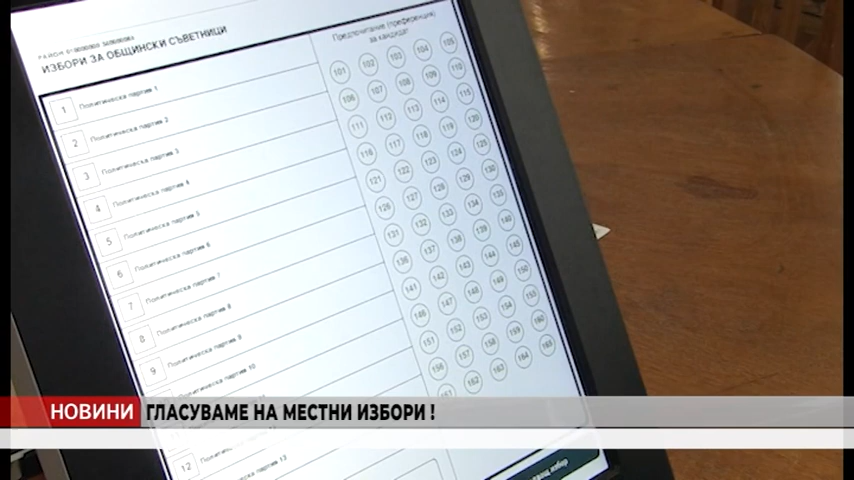 ИЗБОРИ ЗА ОБЩИНСКИ СЪВЕТНИЦИ
Предпочитание (преференция)
за кандидат
1 Политическа партия 1
2 Политическа партия 2
3 Политическа партия 3
4 Политическа партия 4
5 Политическа партия 5
6 Политическа партия 6
7 Политическа партия 7
8 Политическа партия 8
9 Политическа партия 9
Политическа партия 10
12
партия 13
101 102 103 104 105
106 107 108 109 110
111 112 113 114 115
116 117 118 119 120
121 122 123 124 125
126 127 128 129 130
131 132 133 134 135
136 137 138 139 140
141 142 143 144 145
146 147 148 149 150
151 152 153 154 155
156 157 158 159 160
161 162 163 164 165
НОВИНИ ГЛАСУВАМЕ НА МЕСТНИ ИЗБОРИ !